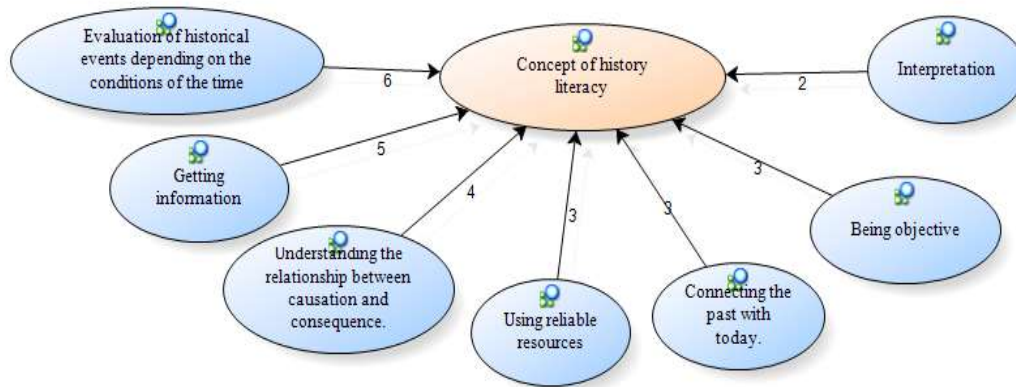 Evaluation of historical
events depending on the
conditions of the time
Concept of history
literacy
Interpretation
6
2
Getting
information
5
3
Being objective
4
3
3
Understanding the
relationship between
causation and
consequence.
Using reliable
resources
Connecting the
past with
today.